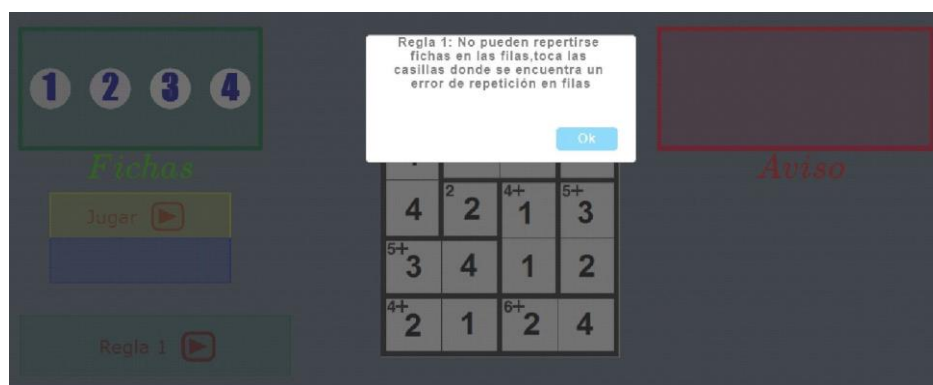 Regla 1: No pueden repertirse
fichas en las filas,toca las
casillas donde se encuentra un
error de repetición en filas
Ok
1 2 3 4
Fichas
Aviso
Jugar
4 2 2 4+ 1 5+ 3
5+ 3 4 1 2
4+ 2 1 6+ 2 4
Regla 1